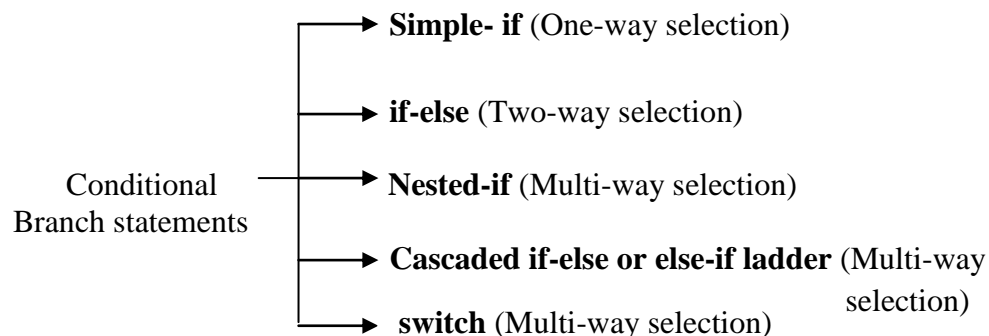 Simple- if (One-way selection)
if-else (Two-way selection)
Conditional
Branch statements
Nested-if (Multi-way selection)
Cascaded if-else or else-if ladder (Multi-way
selection)
switch (Multi-way selection)